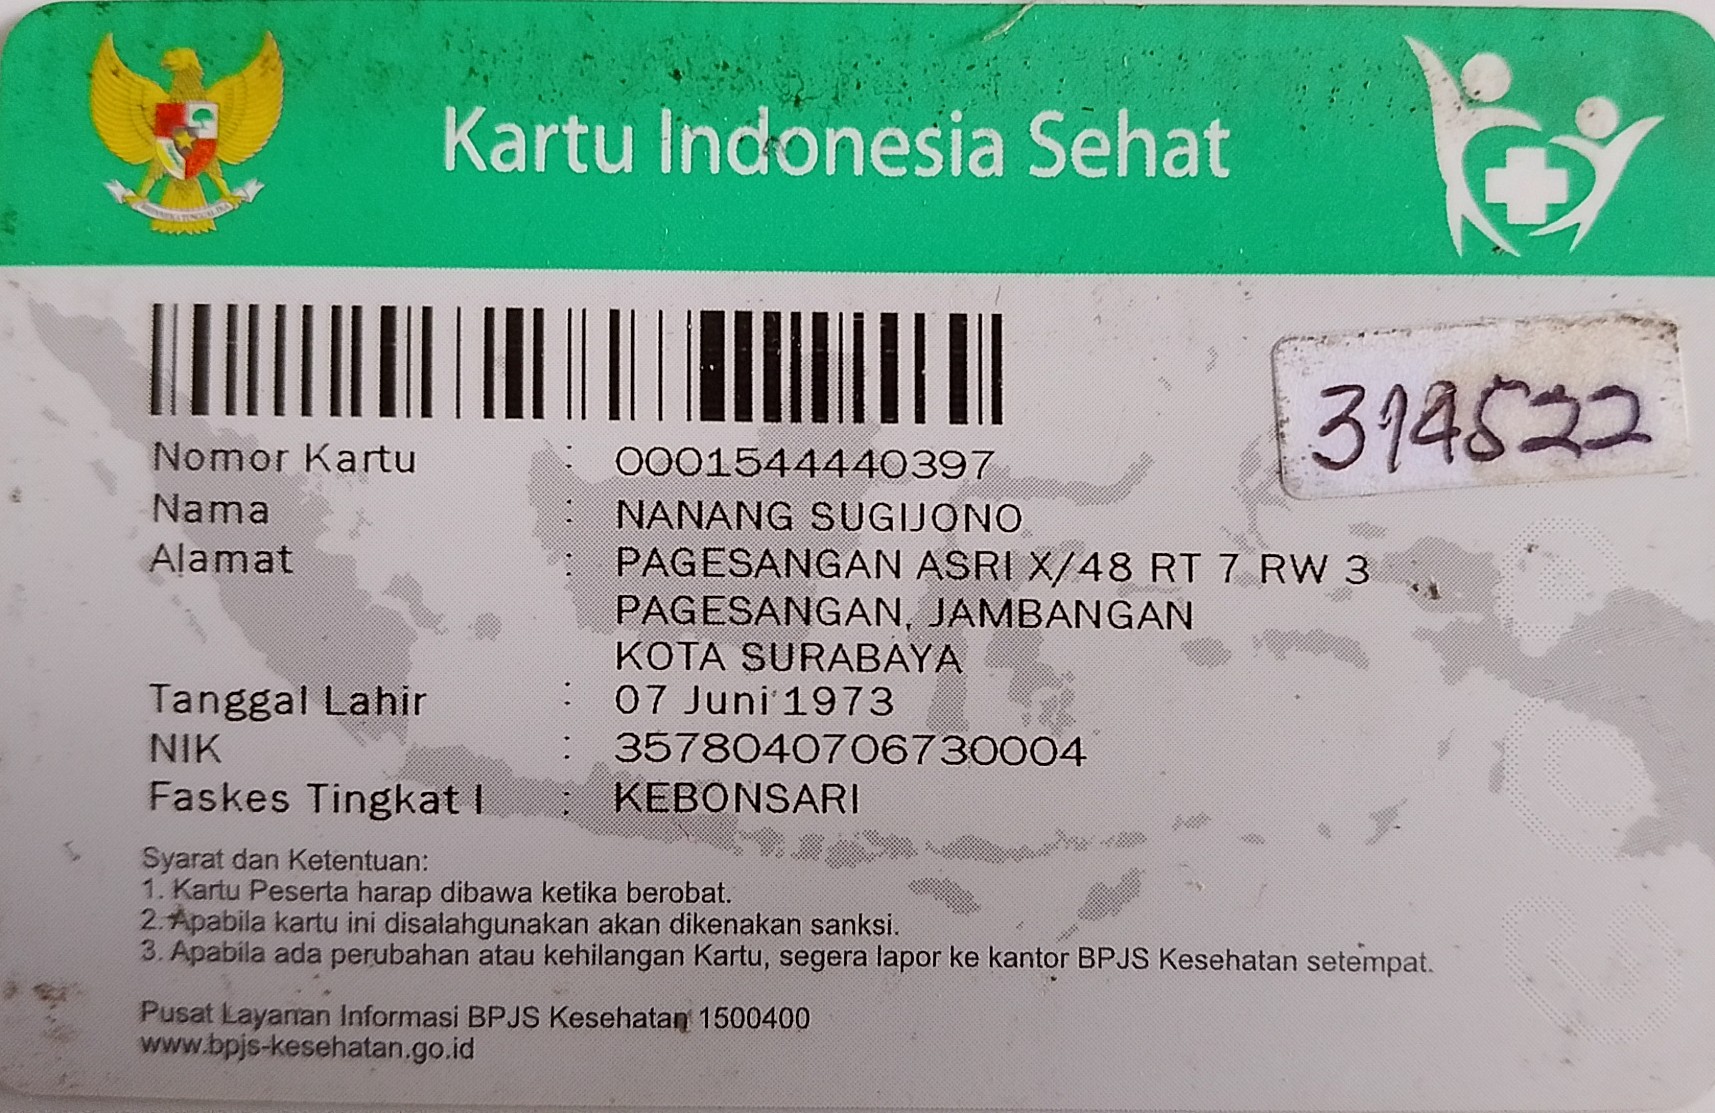 Kartu Indonesia Sehat
314522
Nomor Kartu : 0001544440397
Nama : NANANG SUGIJONO
Alamat : PAGESANGAN ASRI X/48 RT 7 RW 3
PAGESANGAN, JAMBANGAN
KOTA SURABAYA
Tanggal Lahir : 07 Juni 1973
NIK : 3578040706730004
Faskes Tingkat I : KEBONSARI
Syarat dan Ketentuan:
1. Kartu Peserta harap dibawa ketika berobat.
2. Apabila kartu ini disalahgunakan akan dikenakan sanksi.
3. Apabila ada perubahan atau kehilangan Kartu, segera lapor ke kantor BPJS Kesehatan setempat.
Pusat Layanan Informasi BPJS Kesehatan 1500400
www.bpjs-kesehatan.go.id